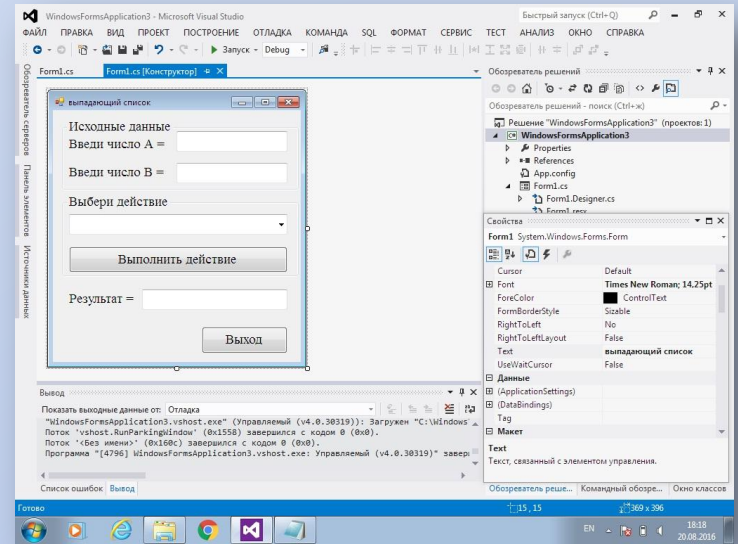 WindowsFormsApplication3 - Microsoft Visual Studio
Быстрый запуск (Ctrl+Q)
ФАЙЛ ПРАВКА ВИД ПРОЕКТ ПОСТРОЕНИЕ ОТЛАДКА КОМАНДА SQL ФОРМАТ СЕРВИС ТЕСТ АНАЛИЗ ОКНО СПРАВКА
Запуск Debug
Обозреватель серверов
Панель элементов
Источники данных
Form1.cs
Form1.cs [Конструктор]
выпадающий список
Исходные данные
Введи число A =
Введи число B =
Выбери действие
Выполнить действие
Результат =
Выход
Вывод
Показать выходные данные от: Отладка
"WindowsFormsApplication3.vshost.exe" (Управляемый (v4.0.30319)): Загружен "C:\Windows
Поток 'vshost.RunParkingWindow' (0x1558) завершился с кодом 0 (0x0).
Поток '<Без имени>' (0x160c) завершился с кодом 0 (0x0).
Программа "[4796] WindowsFormsApplication3.vshost.exe: Управляемый (v4.0.30319)" завер
Список ошибок Вывод
Обозреватель решений
Обозреватель решений - поиск (Ctrl+ж)
Решение "WindowsFormsApplication3" (проектов: 1)
WindowsFormsApplication3
Properties
References
App.config
Form1.cs
Form1.Designer.cs
Form1.resx
Свойства
Form1 System.Windows.Forms.Form
Cursor Default
Font Times New Roman; 14.25pt
ForeColor ControlText
FormBorderStyle Sizable
RightToLeft No
RightToLeftLayout False
Text выпадающий список
UseWaitCursor False
Данные
(ApplicationSettings)
(DataBindings)
Tag
Макет
Text
Текст, связанный с элементом управления.
Обозреватель реше... Командный обозре... Окно классов
Готово
15 , 15
369 x 396
EN
18:18
20.08.2016